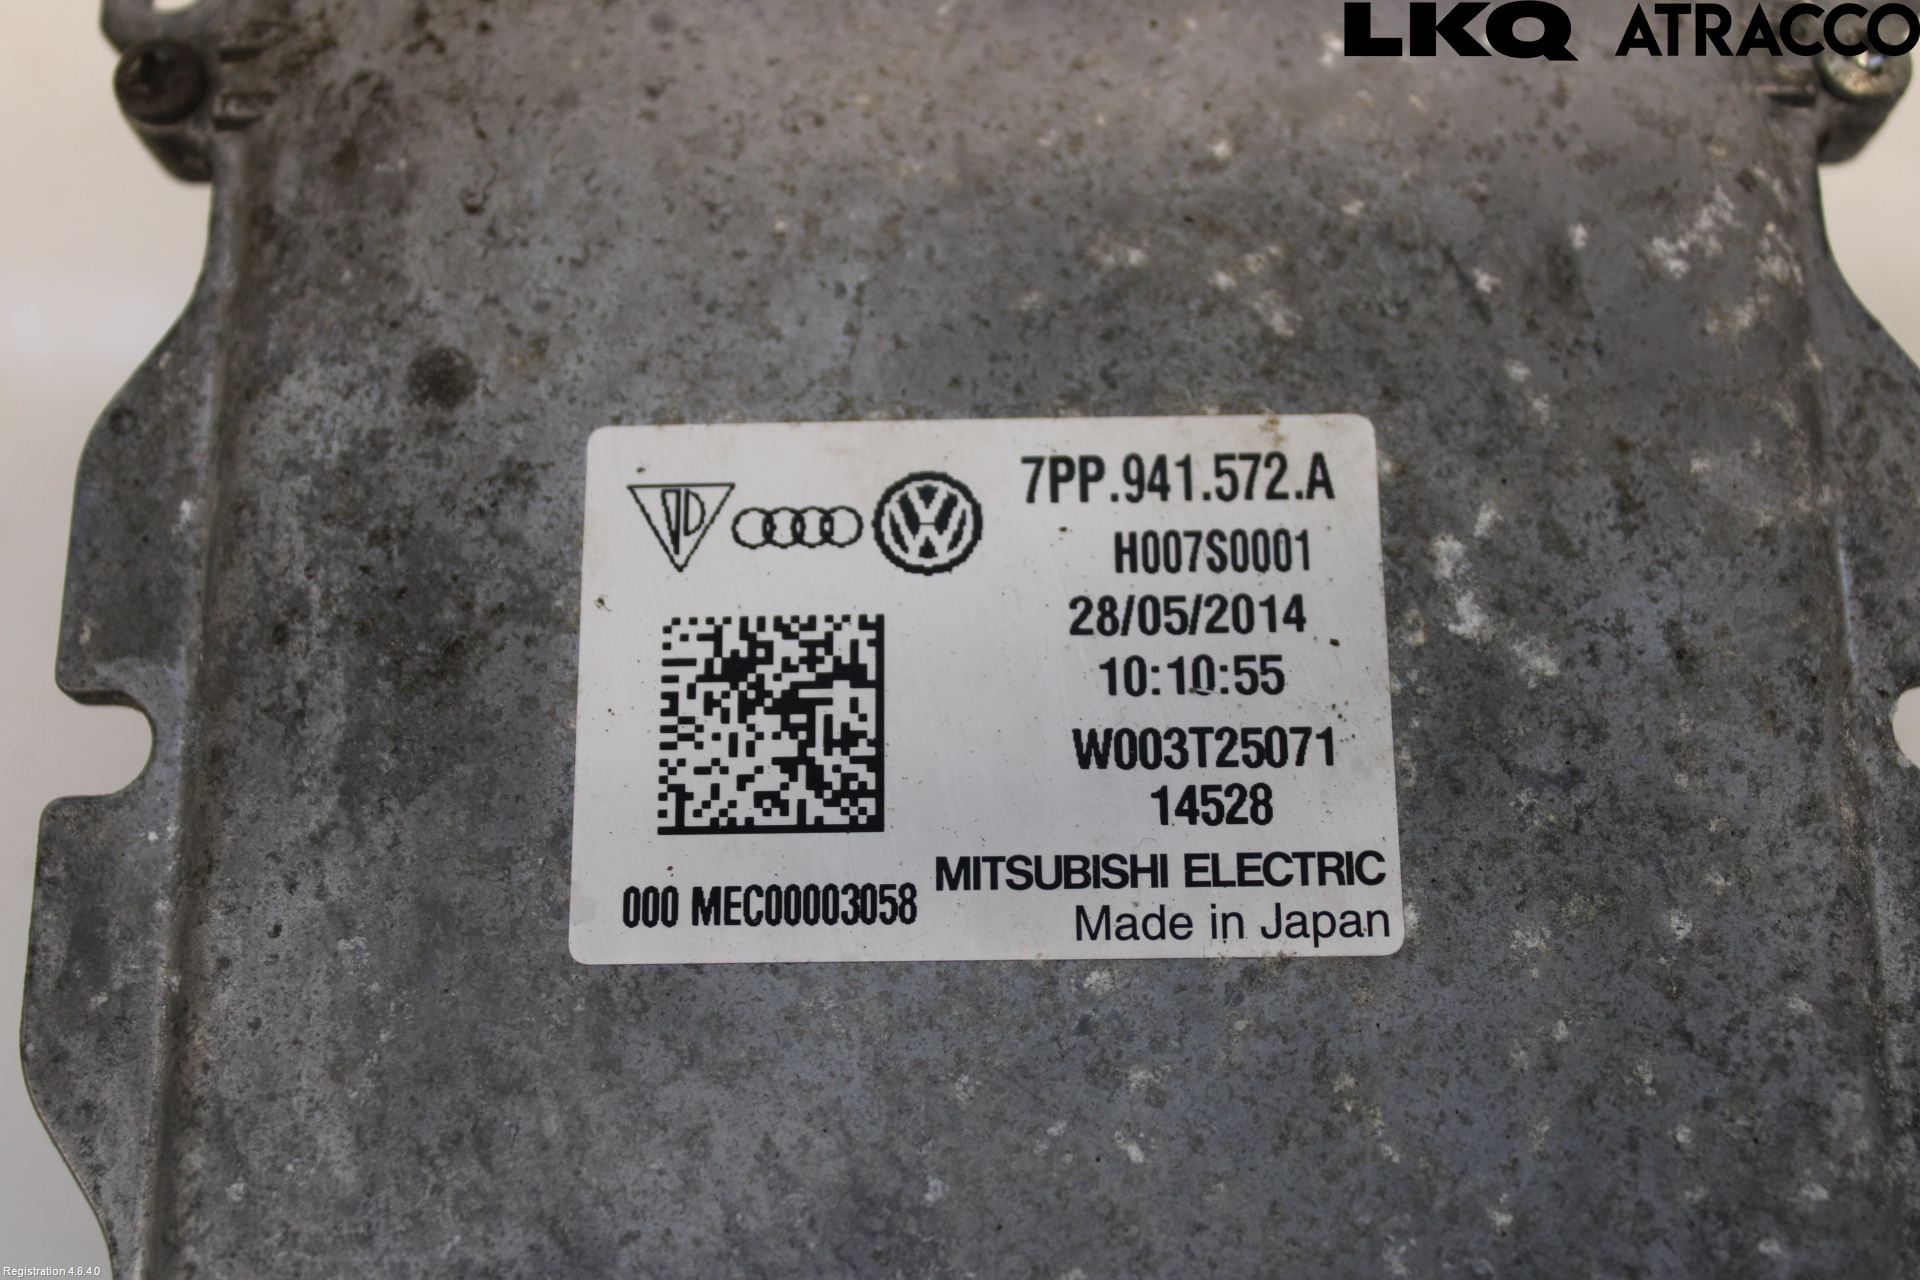 LKQ ATRACCO
7PP.941.572.A
H007S0001
28/05/2014
10:10:55
W003T25071
14528
000 MEC00003058
MITSUBISHI ELECTRIC
Made in Japan
Registration 4.8.4.0